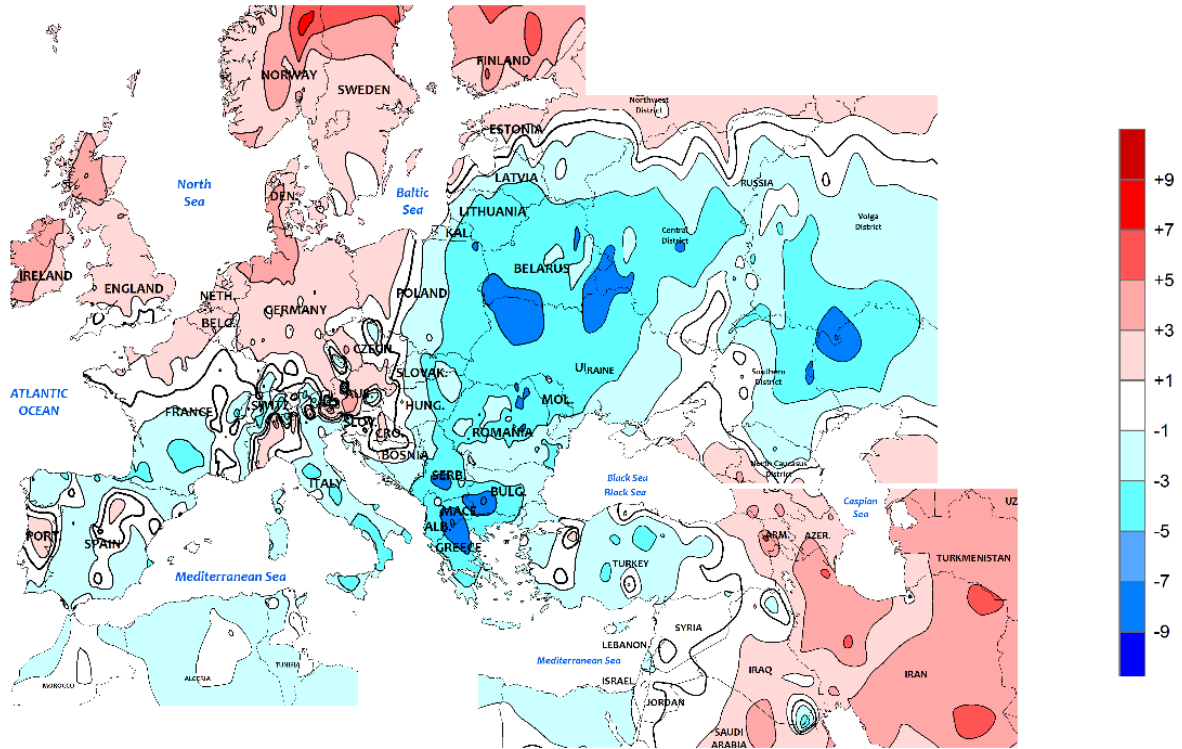 FINLAND
NORWAY
SWEDEN
Northwest
District
ESTONIA
North
Sea
Baltic
Sea
LATVIA
RUSSIA
DEN.
LITHUANIA
Volga
District
KAL.
Central
District
IRELAND
ENGLAND
BELARUS
NETH.
POLAND
GERMANY
BELG.
CZECH.
SLOVAK.
UKRAINE
Southern
District
ATLANTIC
OCEAN
FRANCE
SWITZ.
AUS.
HUNG.
MOL.
SLOV.
CRO.
ROMANIA
BOSNIA
North Caucasus
District
ITALY
SERB.
BULG.
Black Sea
Black Sea
Caspian
Sea
UZ
PORT.
SPAIN
MACE.
ALB.
GREECE
ARM.
AZER.
TURKMENISTAN
Mediterranean Sea
TURKEY
SYRIA
LEBANON
Mediterranean Sea
ISRAEL
IRAQ
IRAN
MOROCCO
ALGERIA
TUNISIA
JORDAN
SAUDI
ARABIA
+9
+7
+5
+3
+1
-1
-3
-5
-7
-9